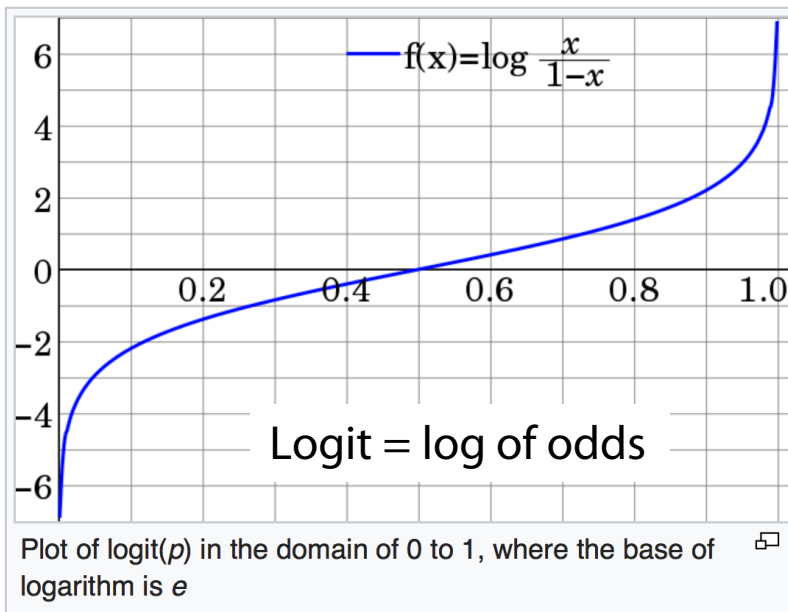 f(x)=log x/1−x
6
4
2
0
0.2 0.4 0.6 0.8 1.0
−2
−4
−6
Logit = log of odds
Plot of logit(p) in the domain of 0 to 1, where the base of
logarithm is e